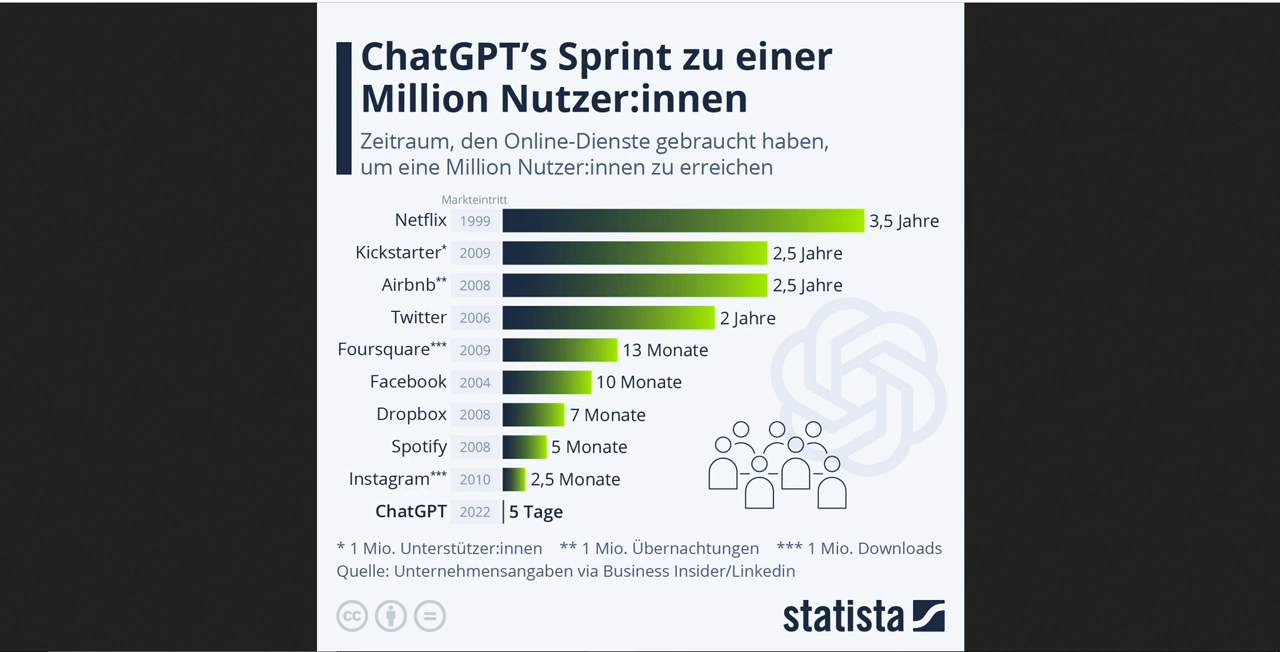 ChatGPT’s Sprint zu einer
Million Nutzer:innen
Zeitraum, den Online-Dienste gebraucht haben,
um eine Million Nutzer:innen zu erreichen
Markteintritt
Netflix 1999 3,5 Jahre
Kickstarter* 2009 2,5 Jahre
Airbnb** 2008 2,5 Jahre
Twitter 2006 2 Jahre
Foursquare*** 2009 13 Monate
Facebook 2004 10 Monate
Dropbox 2008 7 Monate
Spotify 2008 5 Monate
Instagram*** 2010 2,5 Monate
ChatGPT 2022 5 Tage
* 1 Mio. Unterstützer:innen ** 1 Mio. Übernachtungen *** 1 Mio. Downloads
Quelle: Unternehmensangaben via Business Insider/Linkedin
cc statista